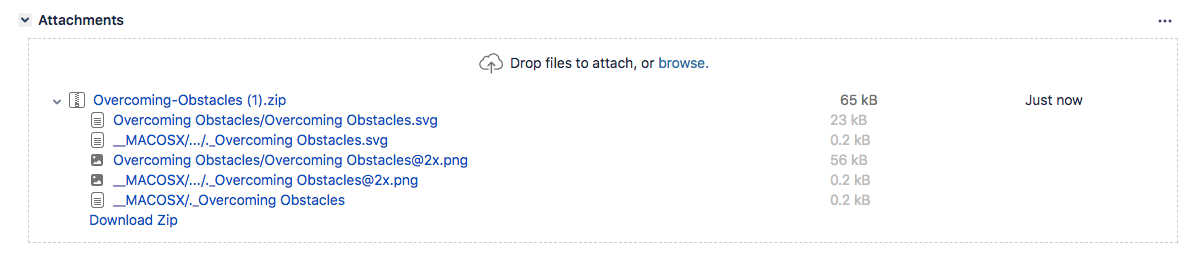 Attachments
Drop files to attach, or browse.
Overcoming-Obstacles (1).zip 65 kB Just now
Overcoming Obstacles/Overcoming Obstacles.svg 23 kB
__MACOSX/.../._Overcoming Obstacles.svg 0.2 kB
Overcoming Obstacles/Overcoming Obstacles@2x.png 56 kB
__MACOSX/.../._Overcoming Obstacles@2x.png 0.2 kB
__MACOSX/._Overcoming Obstacles 0.2 kB
Download Zip